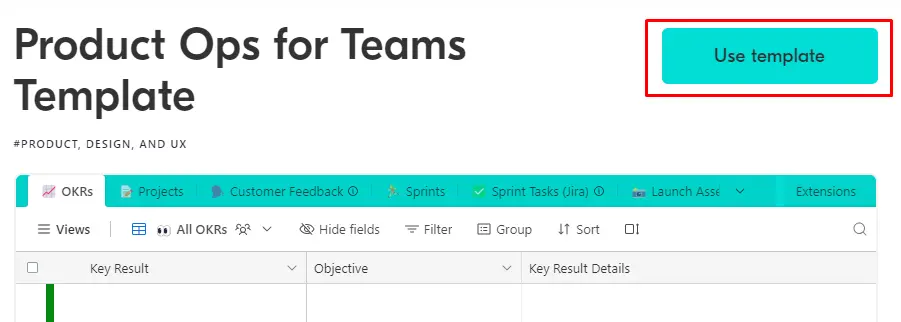 Product Ops for Teams
Template
Use template
#PRODUCT, DESIGN, AND UX
OKRs Projects Customer Feedback Sprints Sprint Tasks (Jira) Launch Asse Extensions
Views All OKRs Hide fields Filter Group Sort
Key Result Objective Key Result Details